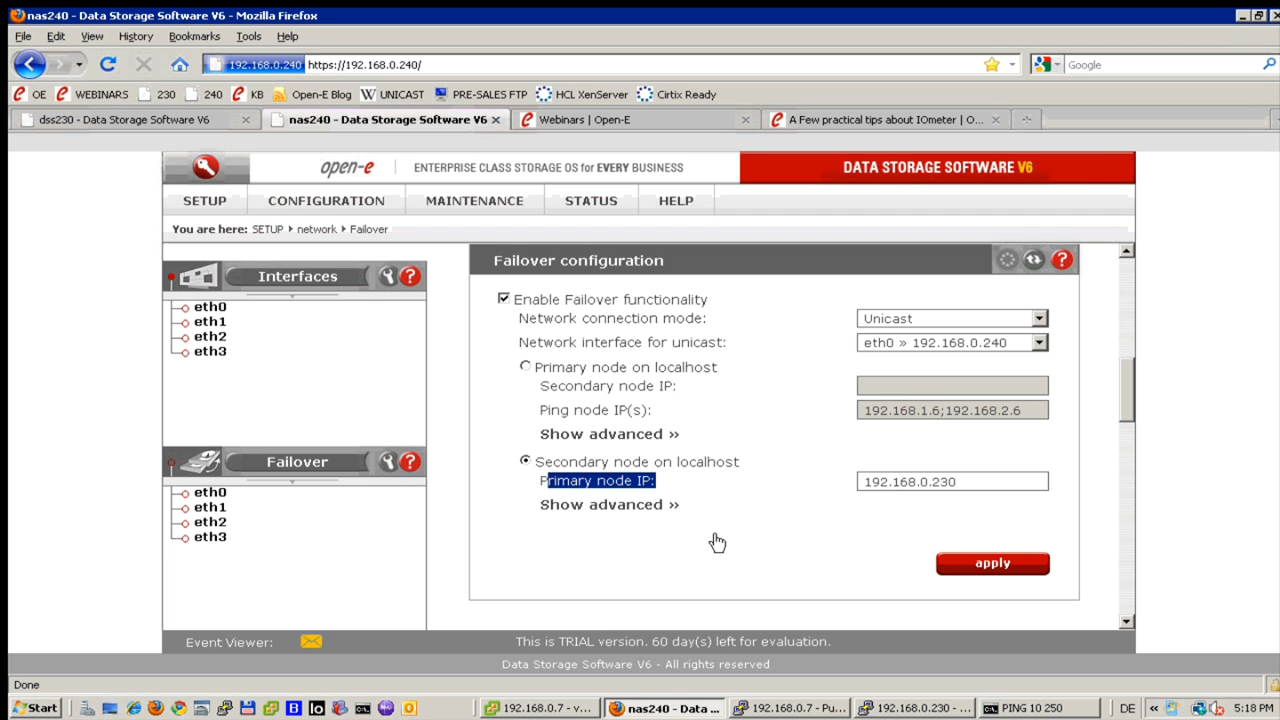 nas240 - Data Storage Software V6 - Mozilla Firefox
File Edit View History Bookmarks Tools Help
192.168.0.240 https://192.168.0.240/ Google
OE WEBINARS 230 240 KB Open-E Blog UNICAST PRE-SALES FTP HCL XenServer Cirtix Ready
dss230 - Data Storage Software V6 nas240 - Data Storage Software V6 Webinars | Open-E A Few practical tips about IOmeter | O...
open-e ENTERPRISE CLASS STORAGE OS for EVERY BUSINESS DATA STORAGE SOFTWARE V6
SETUP CONFIGURATION MAINTENANCE STATUS HELP
You are here: SETUP network Failover
Interfaces
eth0
eth1
eth2
eth3
Failover
eth0
eth1
eth2
eth3
Failover configuration
Enable Failover functionality
Network connection mode: Unicast
Network interface for unicast: eth0 » 192.168.0.240
Primary node on localhost
Secondary node IP:
Ping node IP(s): 192.168.1.6;192.168.2.6
Show advanced »
Secondary node on localhost
Primary node IP: 192.168.0.230
Show advanced »
apply
Event Viewer: This is TRIAL version. 60 day(s) left for evaluation.
Data Storage Software V6 - All rights reserved
Done
Start 192.168.0.7 - v... nas240 - Data ... 192.168.0.7 - Pu... 192.168.0.230 - ... PING 10 250 DE « 5:18 PM